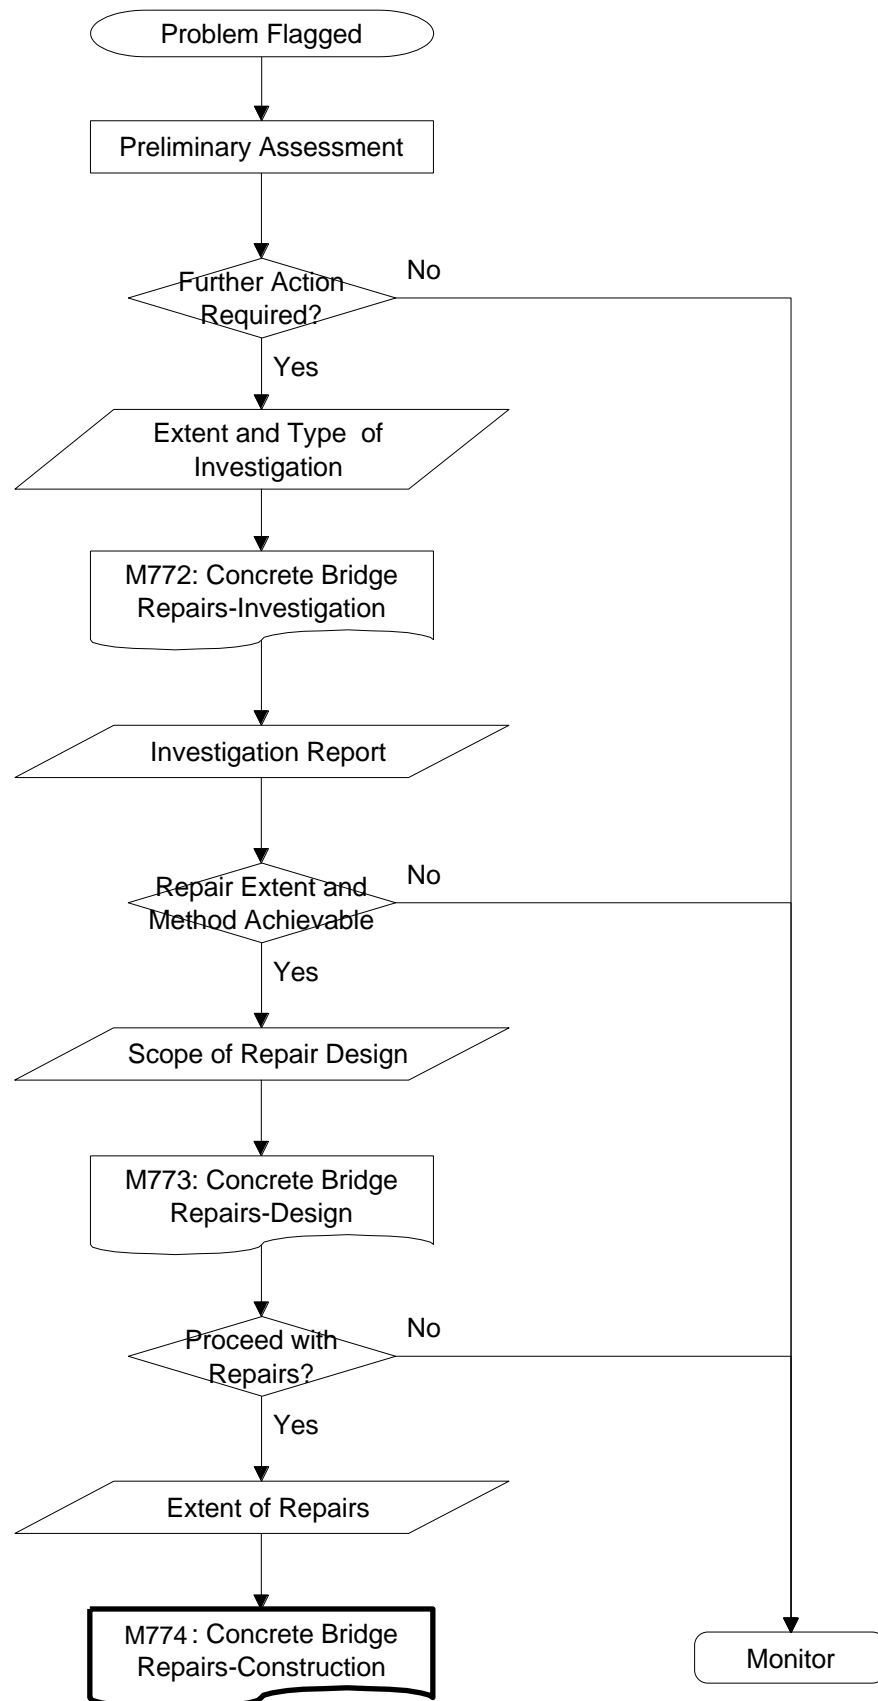 Problem Flagged
Preliminary Assessment
Further Action
Required?
No
Yes
Extent and Type of
Investigation
M772: Concrete Bridge
Repairs-Investigation
Investigation Report
Repair Extent and
Method Achievable
No
Yes
Scope of Repair Design
M773: Concrete Bridge
Repairs-Design
Proceed with
Repairs?
No
Yes
Extent of Repairs
M774: Concrete Bridge
Repairs-Construction
Monitor